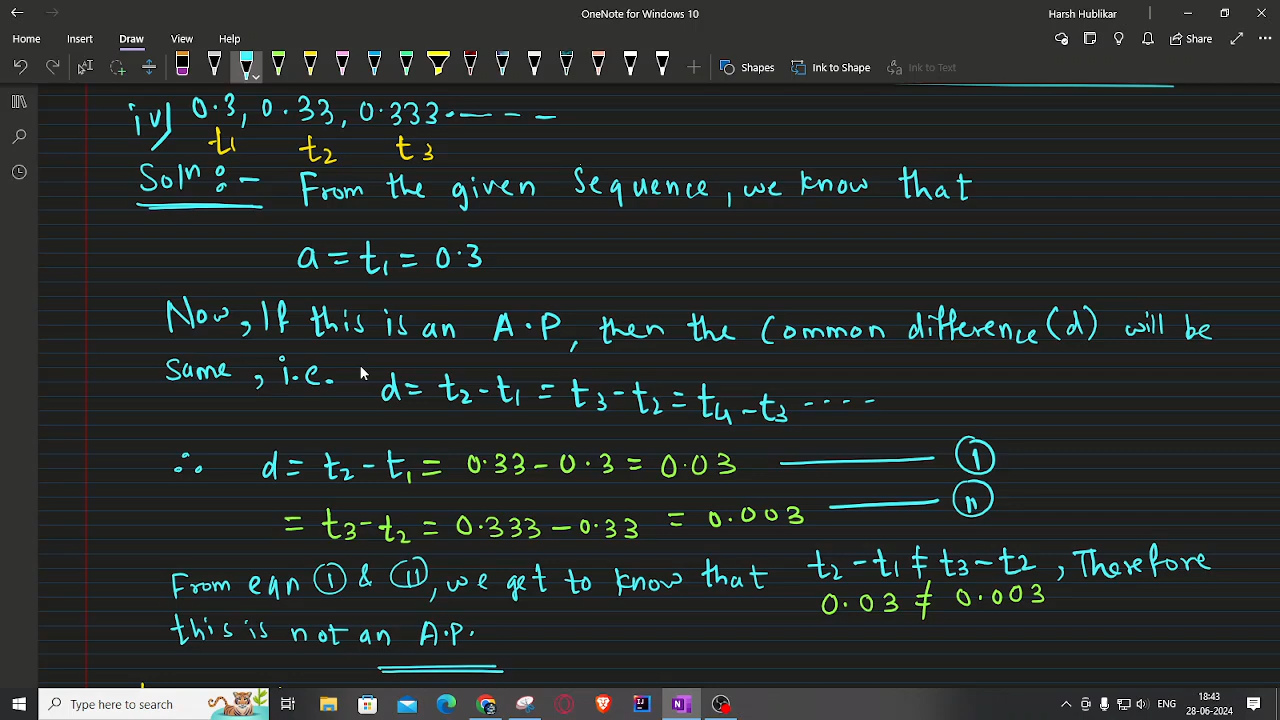 OneNote for Windows 10
Harsh Hublikar
Home Insert Draw View Help
Share
Shapes Ink to Shape Ink to Text
iv) 0.3, 0.33, 0.333 - - - -
t1 t2 t3
Soln :- From the given Sequence, we know that
a = t1 = 0.3
Now, If this is an A.P, then the Common difference (d) will be
same, i.e.
d = t2 - t1 = t3 - t2 = t4 - t3 ....
∴ d = t2 - t1 = 0.33 - 0.3 = 0.03 —— I
= t3 - t2 = 0.333 - 0.33 = 0.003 —— II
From eqn I & II, we get to know that t2 - t1 ≠ t3 - t2, Therefore
0.03 ≠ 0.003
this is not an A.P.
Type here to search
ENG
18:43
28-06-2024